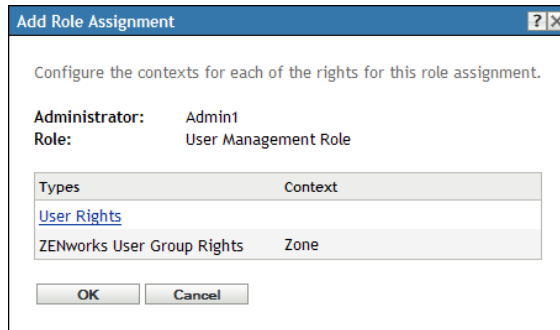 Add Role Assignment ? X
Configure the contexts for each of the rights for this role assignment.
Administrator: Admin1
Role: User Management Role
Types Context
User Rights
ZENworks User Group Rights Zone
OK Cancel